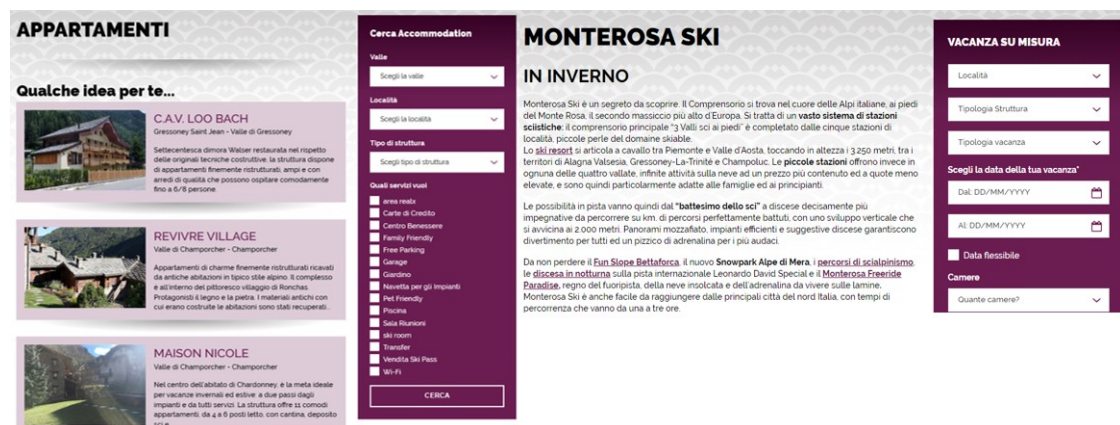 APPARTAMENTI
Qualche idea per te...
C.A.V. LOO BACH
Gressoney Saint Jean - Valle di Gressoney
Settecentesca dimora Walser restaurata nel rispetto
delle originali tecniche costruttive, la struttura dispone
di appartamenti finemente ristrutturati, ampi e con
arredi di qualità che possono ospitare comodamente
fino a 6/8 persone
REVIVRE VILLAGE
Valle di Champorcher - Champorcher
Appartamenti di charme finemente ristrutturati ricavati
da antiche abitazioni in tipico stile alpino. Il complesso
è all'interno del pittoresco villaggio di Ronchas.
Protagonisti il legno e la pietra. I materiali antichi con
cui erano costruite le abitazioni sono stati recuperati...
MAISON NICOLE
Valle di Champorcher - Champorcher
Nel centro dell'abitato di Chardonney, è la meta ideale
per vacanze invernali ed estive: a due passi dagli
impianti e da tutti servizi. La struttura offre 11 comodi
appartamenti, da 4 a 6 posti letto, con cantina, deposito
sci e
Cerca Accommodation
Valle
Scegli la valle
Località
Scegli la località
Tipo di struttura
Scegli tipo di struttura
Quali servizi vuoi
area realx
Carte di Credito
Centro Benessere
Family Friendly
Free Parking
Garage
Giardino
Navetta per gli Impianti
Pet Friendly
Piscina
Sala Riunioni
ski room
Transfer
Vendita Ski Pass
Wi-Fi
CERCA
MONTEROSA SKI
IN INVERNO
Monterosa Ski è un segreto da scoprire. Il Comprensorio si trova nel cuore delle Alpi italiane, ai piedi
del Monte Rosa, il secondo massiccio più alto d'Europa. Si tratta di un vasto sistema di stazioni
sciistiche: il comprensorio principale "3 Valli sci ai piedi" è completato dalle cinque stazioni di
località, piccole perle del domaine skiable.
Lo ski resort si articola a cavallo tra Piemonte e Valle d'Aosta, toccando in altezza i 3.250 metri, tra i
territori di Alagna Valsesia, Gressoney-La-Trinité e Champoluc. Le piccole stazioni offrono invece in
ognuna delle quattro vallate, infinite attività sulla neve ad un prezzo più contenuto ed a quote meno
elevate, e sono quindi particolarmente adatte alle famiglie ed ai principianti.
Le possibilità in pista vanno quindi dal "battesimo dello sci" a discese decisamente più
impegnative da percorrere su km. di percorsi perfettamente battuti, con uno sviluppo verticale che
si avvicina ai 2.000 metri. Panorami mozzafiato, impianti efficienti e suggestive discese garantiscono
divertimento per tutti ed un pizzico di adrenalina per i più audaci.
Da non perdere il Fun Slope Bettaforca, il nuovo Snowpark Alpe di Mera, i percorsi di scialpinismo,
le discesa in notturna sulla pista internazionale Leonardo David Special e il Monterosa Freeride
Paradise, regno del fuoripista, della neve insolcata e dell'adrenalina da vivere sulle lamine.
Monterosa Ski è anche facile da raggiungere dalle principali città del nord Italia, con tempi di
percorrenza che vanno da una a tre ore.
VACANZA SU MISURA
Località
Tipologia Struttura
Tipologia vacanza
Scegli la data della tua vacanza*
Dal: DD/MM/YYYY
Al: DD/MM/YYYY
Data flessibile
Camere
Quante camere?